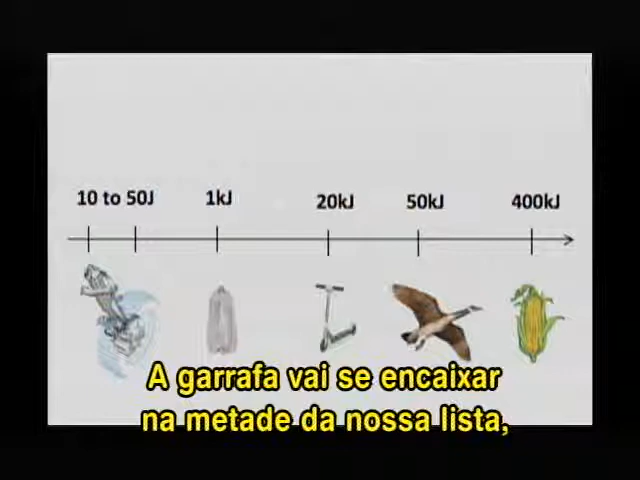 10 to 50J 1kJ 20kJ 50kJ 400kJ
A garrafa vai se encaixar
na metade da nossa lista,